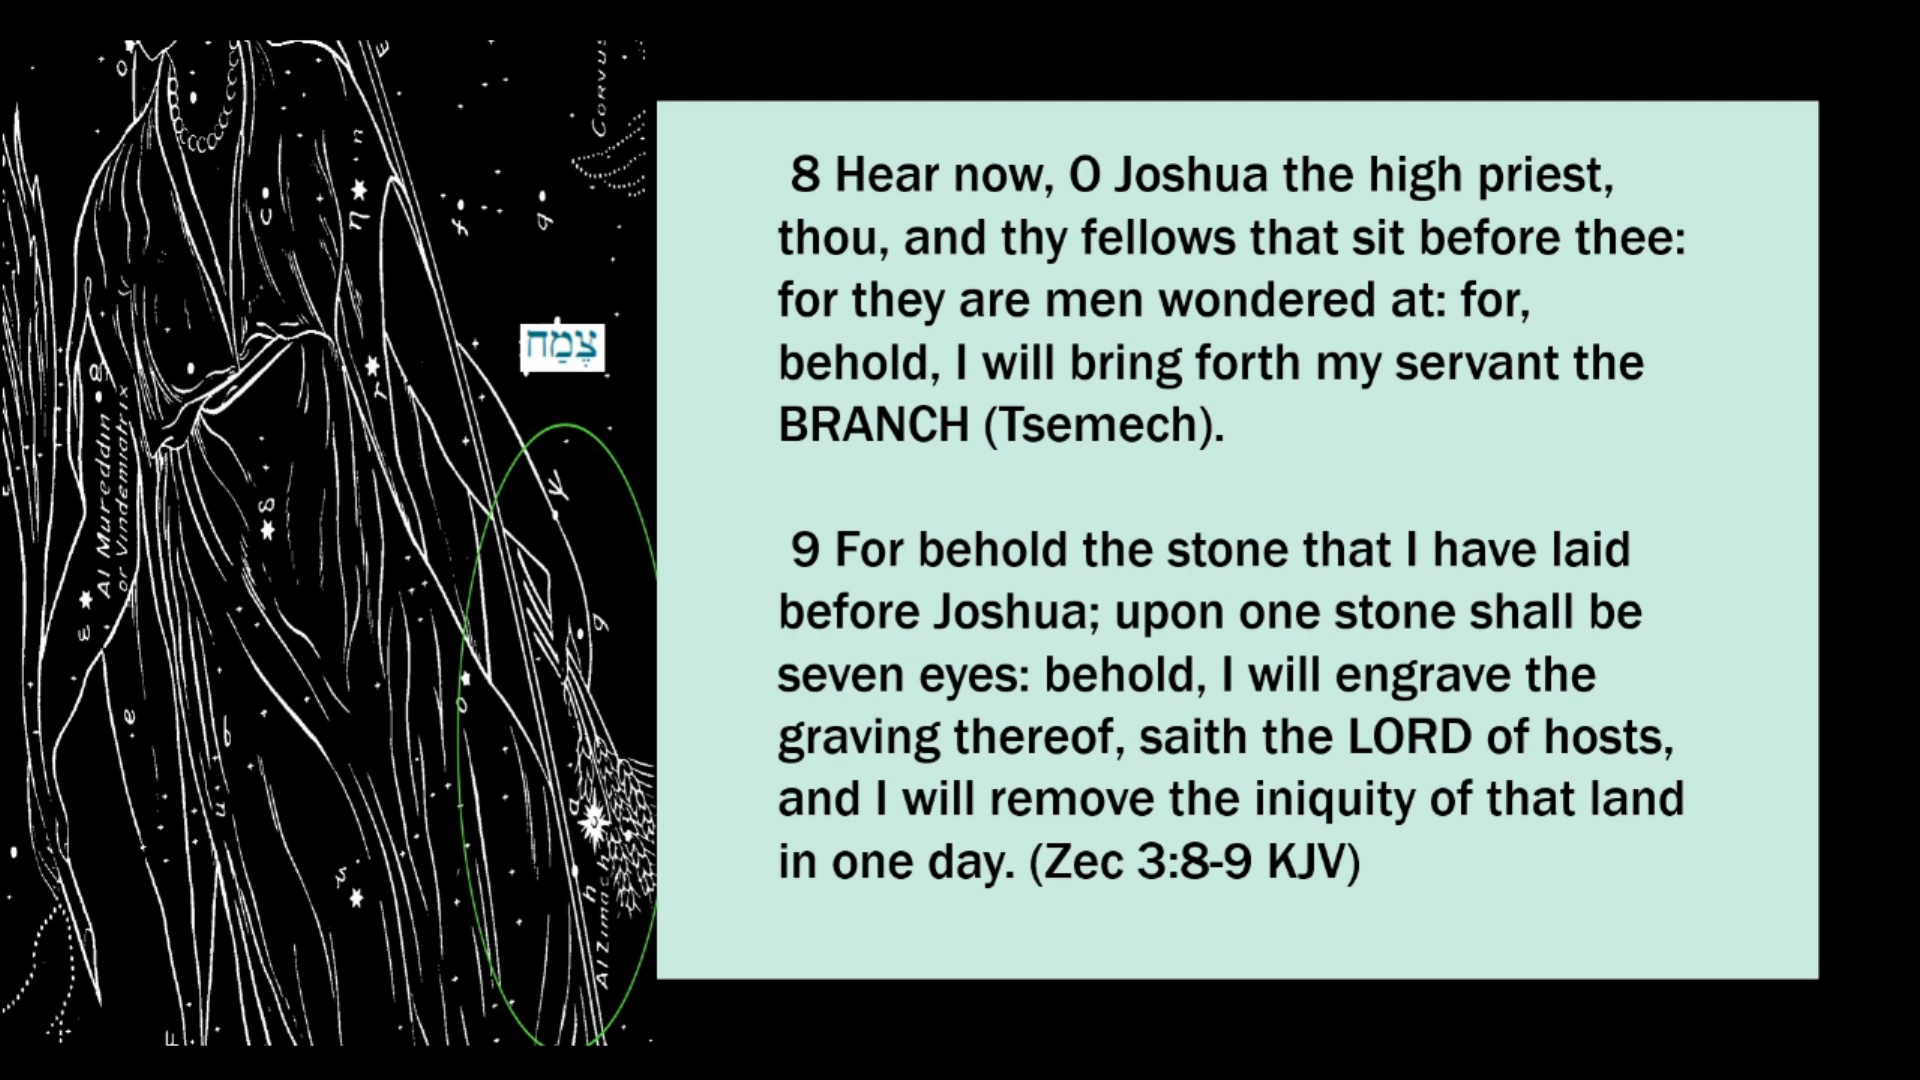 8 Hear now, O Joshua the high priest,
thou, and thy fellows that sit before thee:
for they are men wondered at: for,
behold, I will bring forth my servant the
BRANCH (Tsemech).
9 For behold the stone that I have laid
before Joshua; upon one stone shall be
seven eyes: behold, I will engrave the
graving thereof, saith the LORD of hosts,
and I will remove the iniquity of that land
in one day. (Zec 3:8-9 KJV)
צֶמַח
Corvus
Al Mureddin
or Vindemiatrix